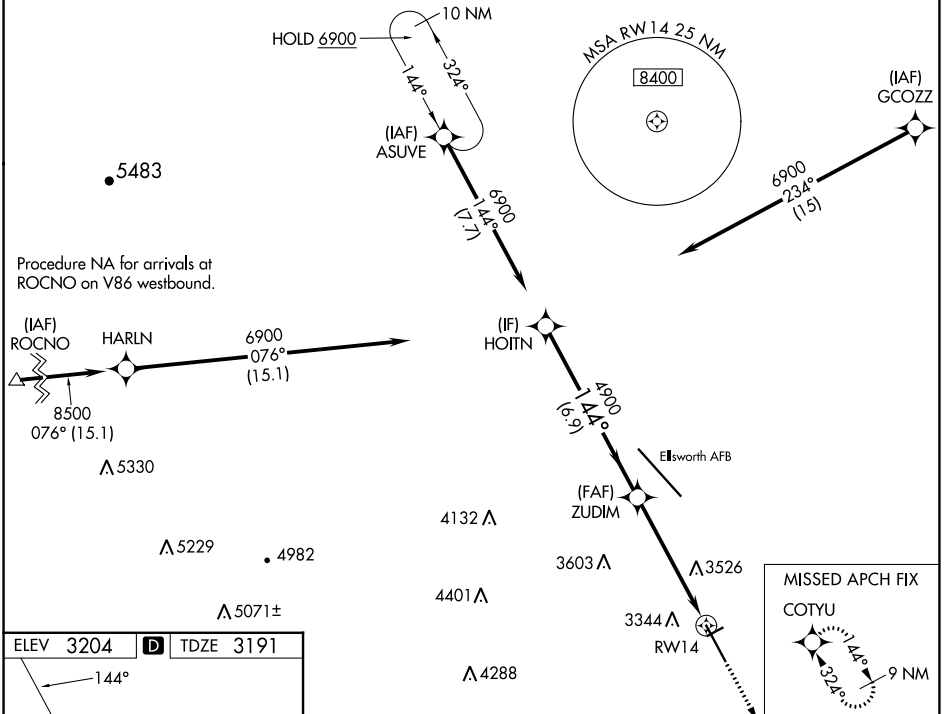 10 NM
HOLD 6900
144°
324°
MSA RW14 25 NM
8400
(IAF)
GCOZZ
(IAF)
ASUVE
6900
234°
(15)
5483
6900
144°
(7.7)
Procedure NA for arrivals at
ROCNO on V86 westbound.
(IAF)
ROCNO
HARLN
6900
076°
(15.1)
(IF)
HOITN
8500
076° (15.1)
4900
144°
(6.9)
5330
Ellsworth AFB
(FAF)
ZUDIM
4132
5229
4982
3603
3526
4401
5071±
3344
RW14
MISSED APCH FIX
COTYU
144°
324°
9 NM
ELEV 3204 D TDZE 3191
144°
4288